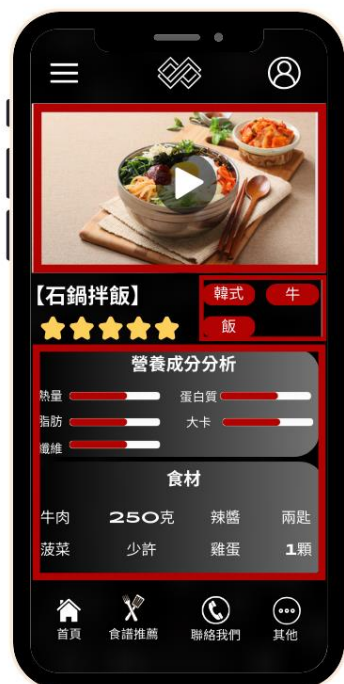 【石鍋拌飯】
韓式 牛
飯
營養成分分析
熱量 蛋白質
脂肪 大卡
纖維
食材
牛肉 250克 辣醬 兩匙
菠菜 少許 雞蛋 1顆
首頁 食譜推薦 聯絡我們 其他